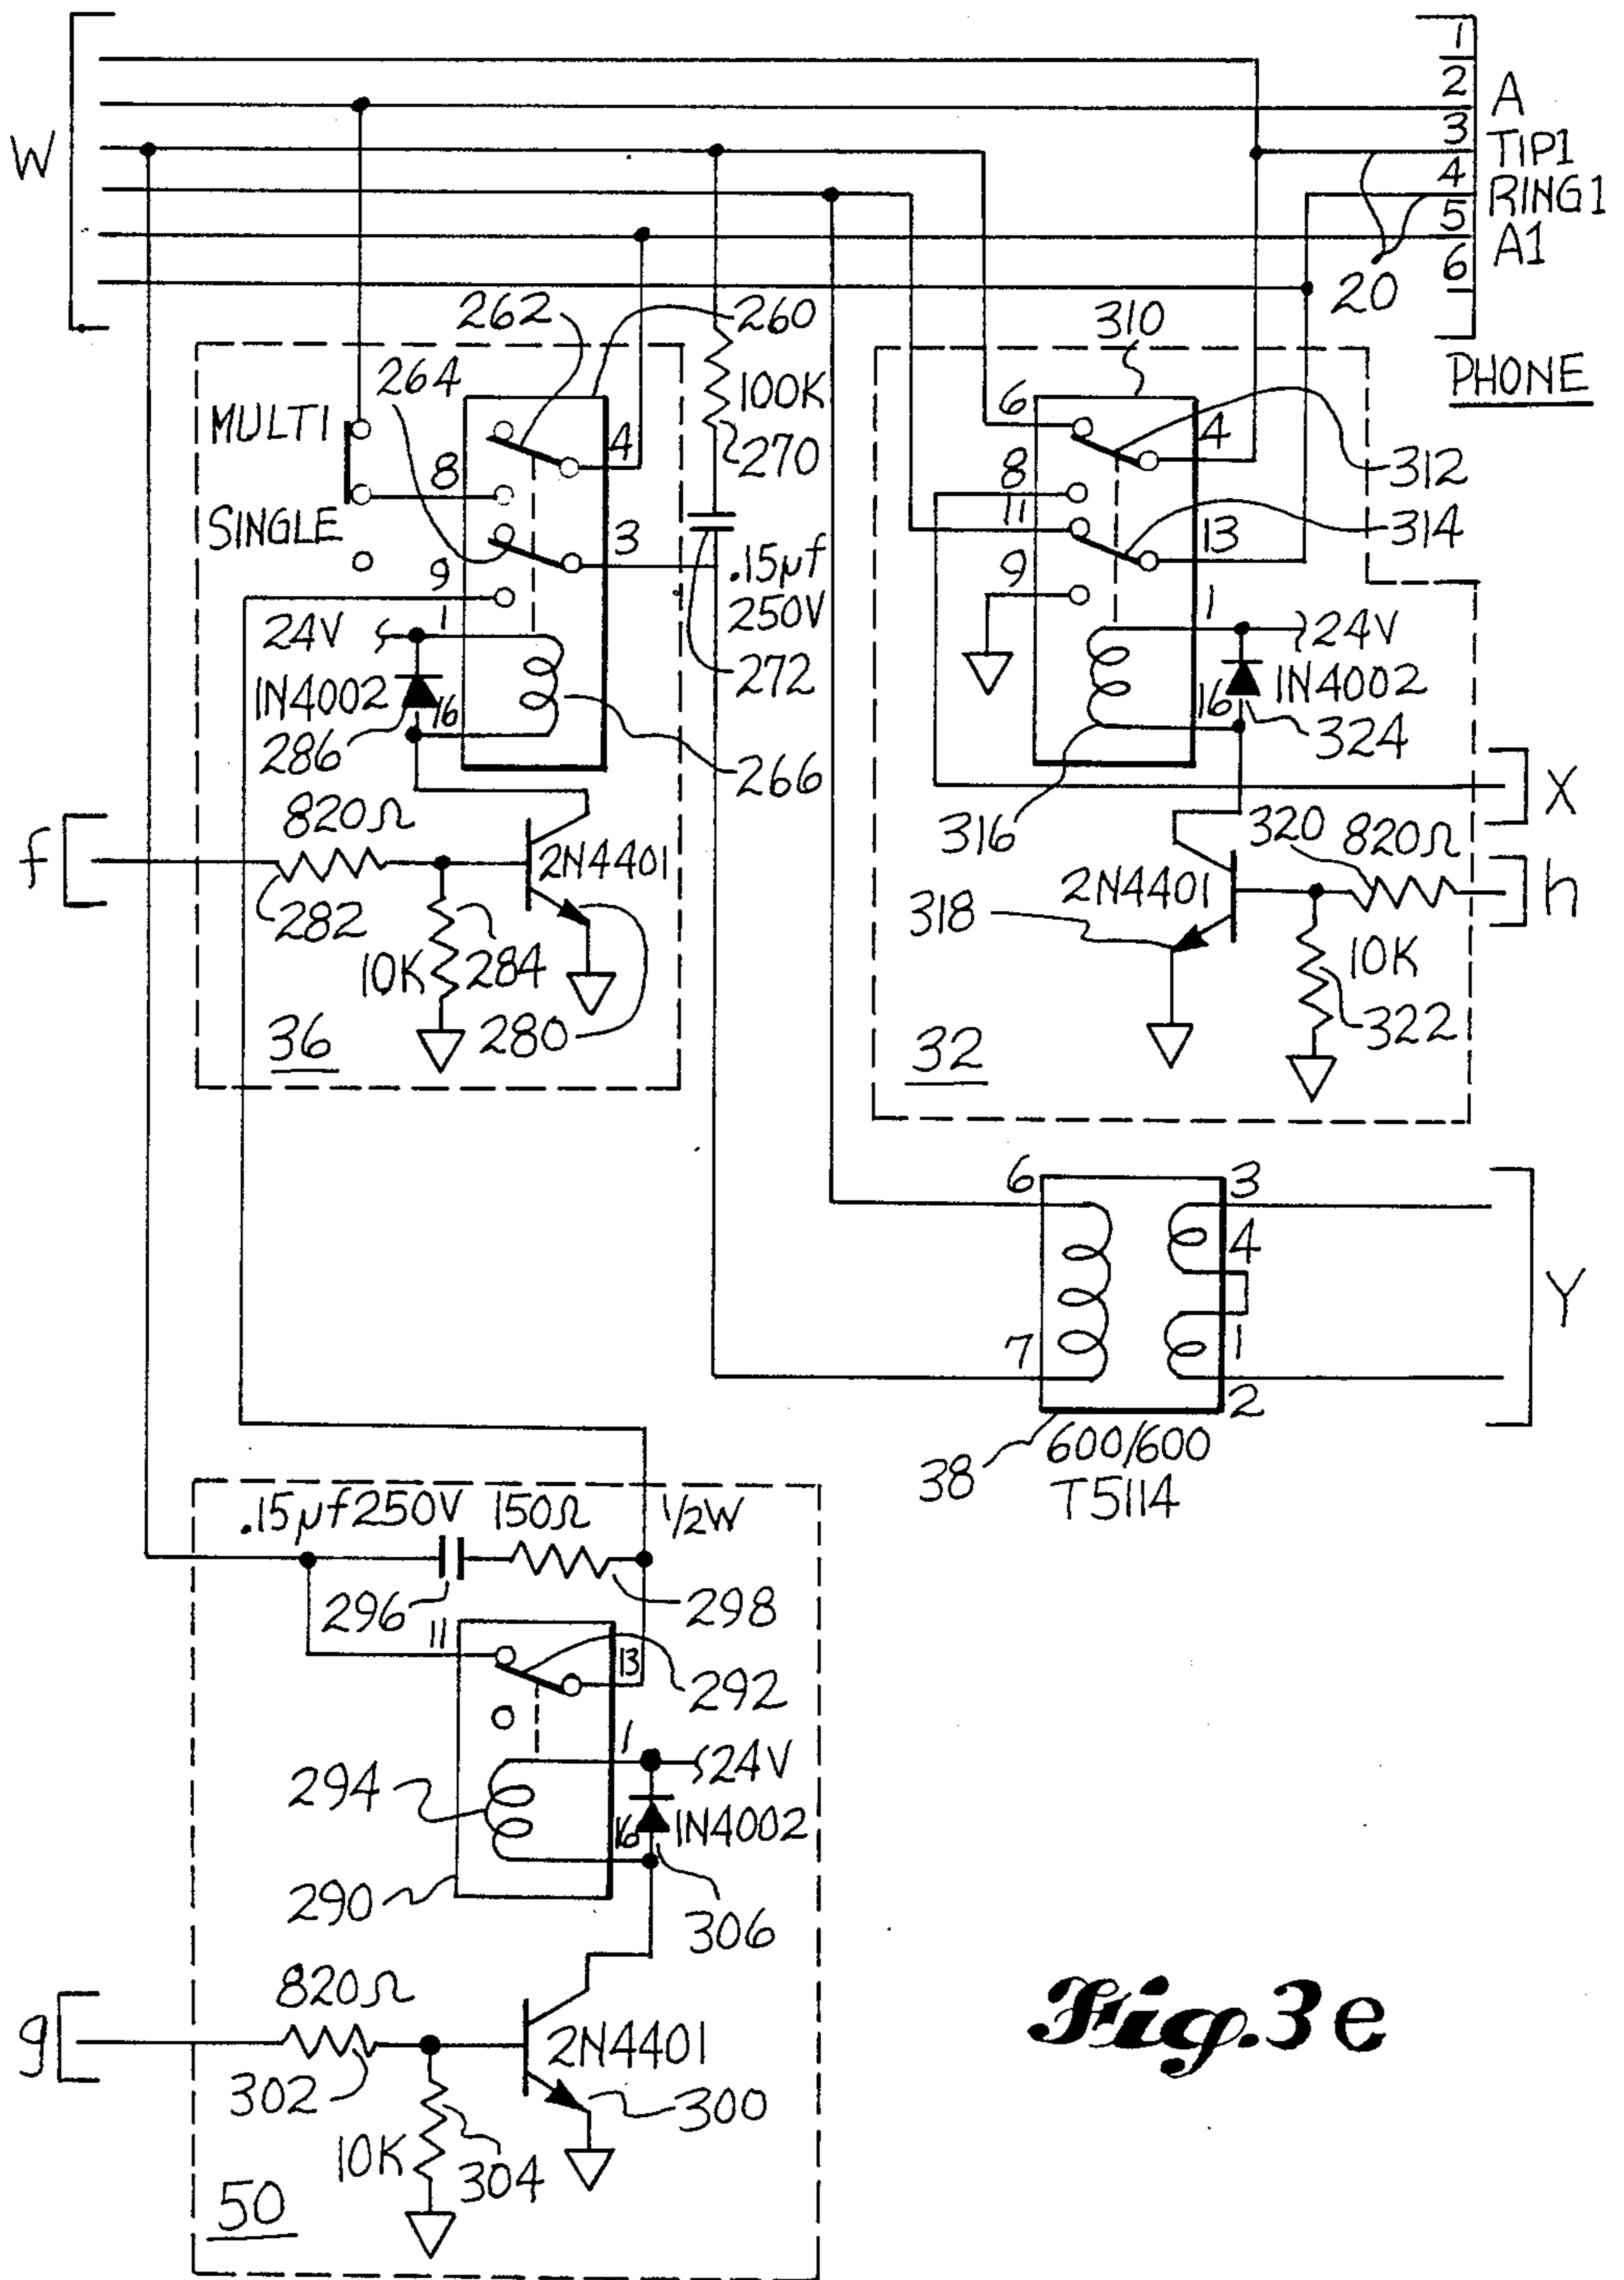 1
2 A
3
W TIP1
4
RING1
5
A1
6
20
262 260 310
PHONE
264 100K
MULTI 6 4
4 270
8 8 312
SINGLE 11
3 13 314
9 .15µf 9
24V 1 250V 1 24V
1N4002 272 1N4002
16 16
286 324
266 X
820Ω 316 320 820Ω
f 2N4401 2N4401 h
282 318
10K 284 10K
280 322
36 32
6 3
4
Y
7 1
2
600/600
38 T5114
.15µf 250V 150Ω 1/2W
296 298
11 13
292
1 24V
294 16 1N4002
290 306
820Ω
g 2N4401
302 300
10K 304
50
Fig. 3e